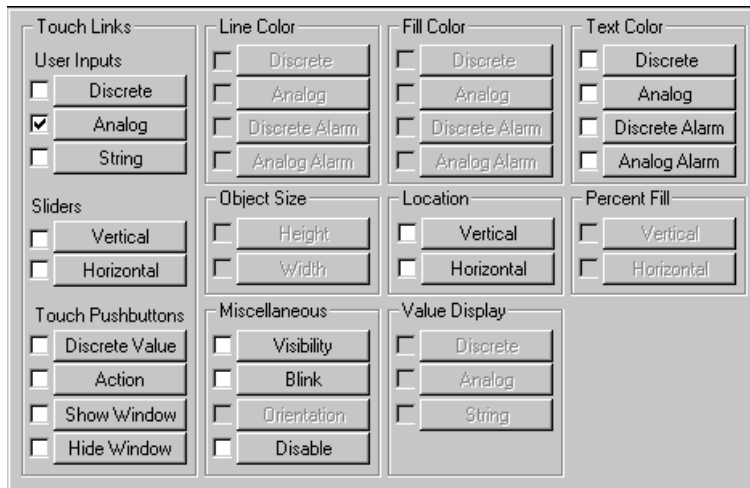 Touch Links
User Inputs
Discrete
Analog
String
Sliders
Vertical
Horizontal
Touch Pushbuttons
Discrete Value
Action
Show Window
Hide Window
Line Color
Discrete
Analog
Discrete Alarm
Analog Alarm
Fill Color
Discrete
Analog
Discrete Alarm
Analog Alarm
Text Color
Discrete
Analog
Discrete Alarm
Analog Alarm
Object Size
Height
Width
Location
Vertical
Horizontal
Percent Fill
Vertical
Horizontal
Miscellaneous
Visibility
Blink
Orientation
Disable
Value Display
Discrete
Analog
String